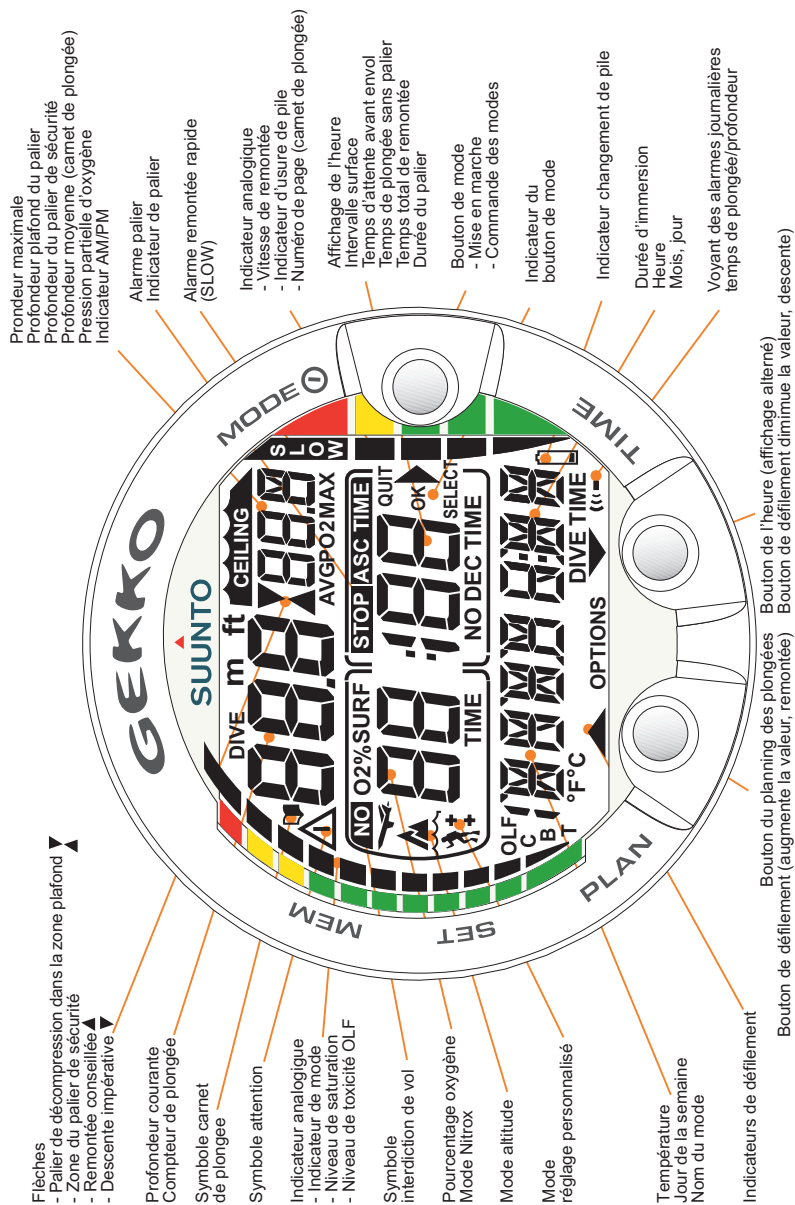 Flèches
- Palier de décompression dans la zone plafond
- Zone du palier de sécurité
- Remontée conseillée
- Descente impérative
Profondeur courante
Compteur de plongée
Symbole carnet
de plongee
Symbole attention
Indicateur analogigue
- Indicateur de mode
- Niveau de saturation
- Niveau de toxicité OLF
Symbole
interdiction de vol
Pourcentage oxygène
Mode Nitrox
Mode altitude
Mode
réglage personnalisé
Température
Jour de la semaine
Nom du mode
Indicateurs de défilement
GEKKO
SUUNTO
MODE
TIME
PLAN
SET
MEM
DIVE m ft
CEILING
AVGPO2MAX
SLOW
NO O2%SURF
TIME
STOP ASC TIME
QUIT
OK
SELECT
NO DEC TIME
OLF
C
B
T
°F°C
DIVE TIME
OPTIONS
Prondeur maximale
Profondeur plafond du palier
Profondeur du palier de sécurité
Profondeur moyenne (carnet de plongée)
Pression partielle d'oxygène
Indicateur AM/PM
Alarme palier
Indicateur de palier
Alarme remontée rapide
(SLOW)
Indicateur analogique
- Vitesse de remontée
- Indicateur d'usure de pile
- Numéro de page (carnet de plongée)
Affichage de l'heure
Intervalle surface
Temps d'attente avant envol
Temps de plongée sans palier
Temps total de remontée
Durée du palier
Bouton de mode
- Mise en marche
- Commande des modes
Indicateur du
bouton de mode
Indicateur changement de pile
Durée d'immersion
Heure
Mois, jour
Voyant des alarmes journalières
temps de plongée/profondeur
Bouton de l'heure (affichage alterné)
Bouton de défilement dimimue la valeur, descente)
Bouton du planning des plongées
Bouton de défilement (augmente la valeur, remontée)